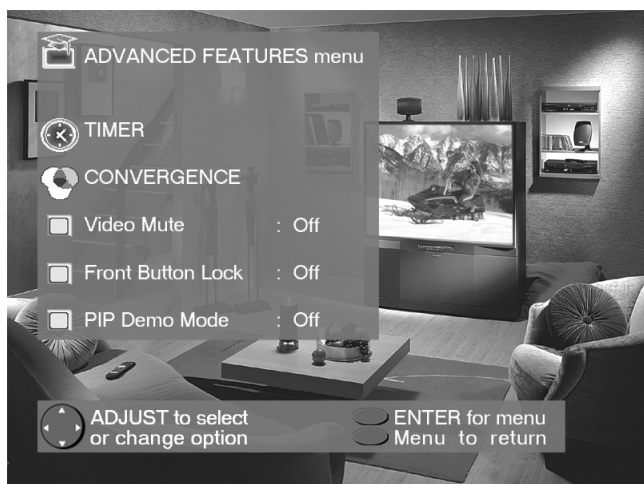 ADVANCED FEATURES menu
TIMER
CONVERGENCE
Video Mute : Off
Front Button Lock : Off
PIP Demo Mode : Off
ADJUST to select
or change option
ENTER for menu
Menu to return